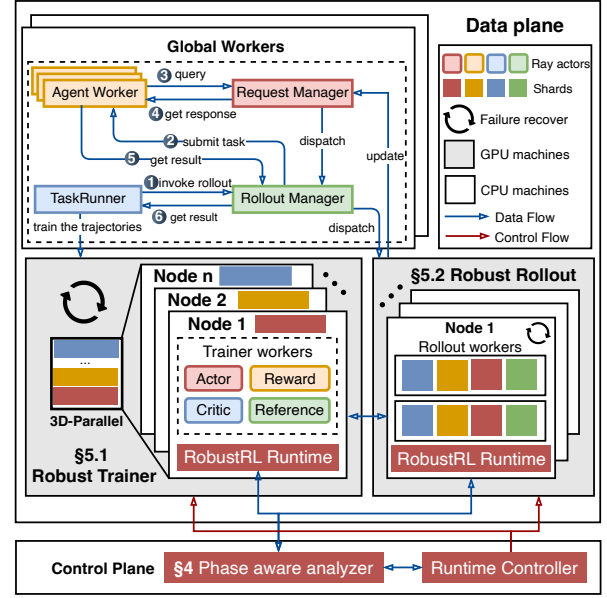 Data plane
Global Workers
Agent Worker
3 query
Request Manager
4 get response
2 submit task
5 get result
dispatch
update
1 invoke rollout
TaskRunner
Rollout Manager
6 get result
train the trajectories
dispatch
Ray actors
Shards
Failure recover
GPU machines
CPU machines
Data Flow
Control Flow
Node n
Node 2
Node 1
Trainer workers
Actor
Reward
Critic
Reference
RobustRL Runtime
...
3D-Parallel
§5.1
Robust Trainer
§5.2 Robust Rollout
Node 1
Rollout workers
RobustRL Runtime
Control Plane
§4 Phase aware analyzer
Runtime Controller